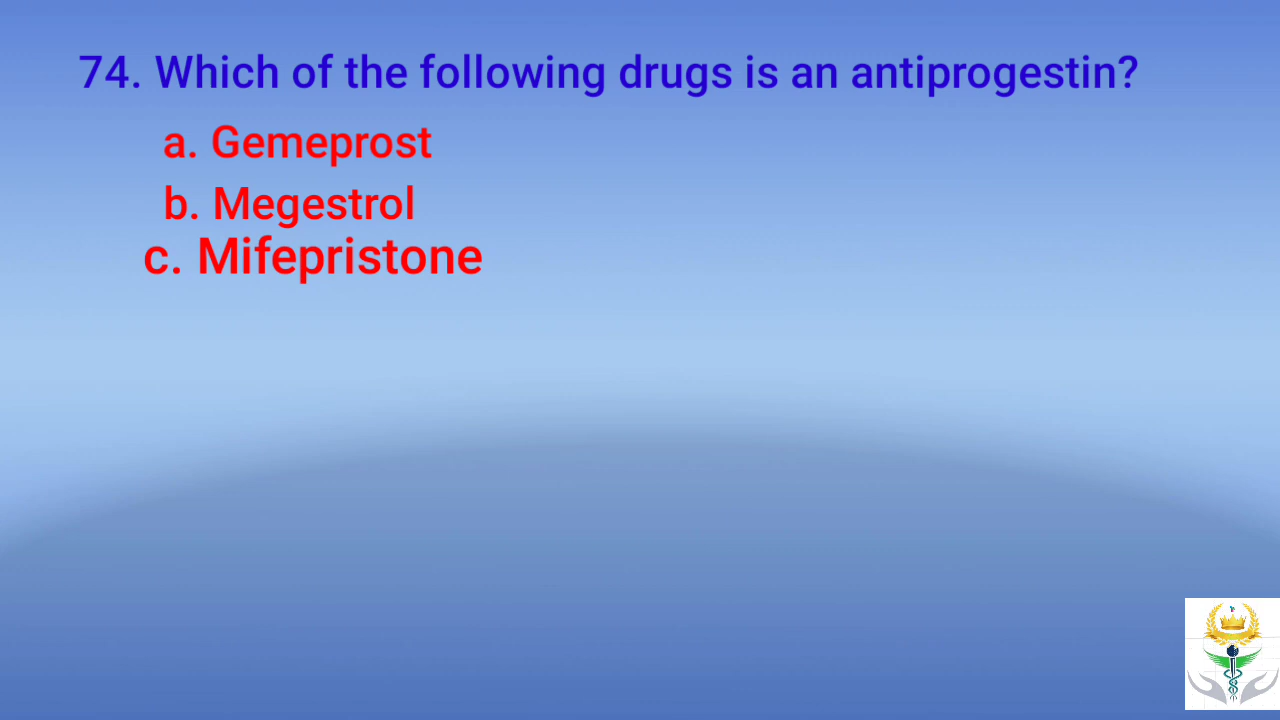 74. Which of the following drugs is an antiprogestin?
a. Gemeprost
b. Megestrol
c. Mifepristone